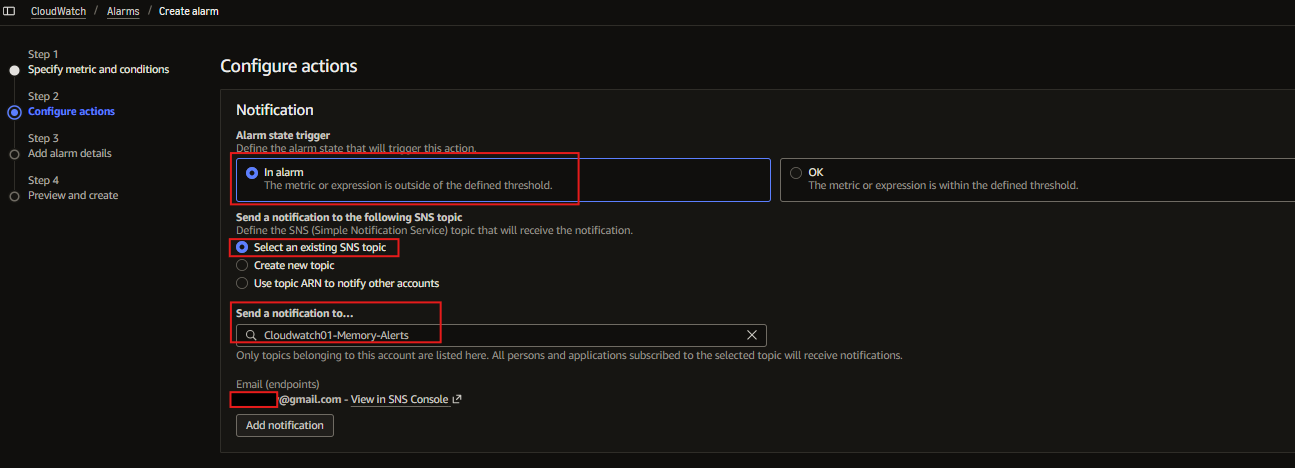 CloudWatch / Alarms / Create alarm
Step 1
Specify metric and conditions
Step 2
Configure actions
Step 3
Add alarm details
Step 4
Preview and create
Configure actions
Notification
Alarm state trigger
Define the alarm state that will trigger this action.
In alarm
The metric or expression is outside of the defined threshold.
OK
The metric or expression is within the defined threshold.
Send a notification to the following SNS topic
Define the SNS (Simple Notification Service) topic that will receive the notification.
Select an existing SNS topic
Create new topic
Use topic ARN to notify other accounts
Send a notification to...
Cloudwatch01-Memory-Alerts
Only topics belonging to this account are listed here. All persons and applications subscribed to the selected topic will receive notifications.
Email (endpoints)
@gmail.com - View in SNS Console
Add notification